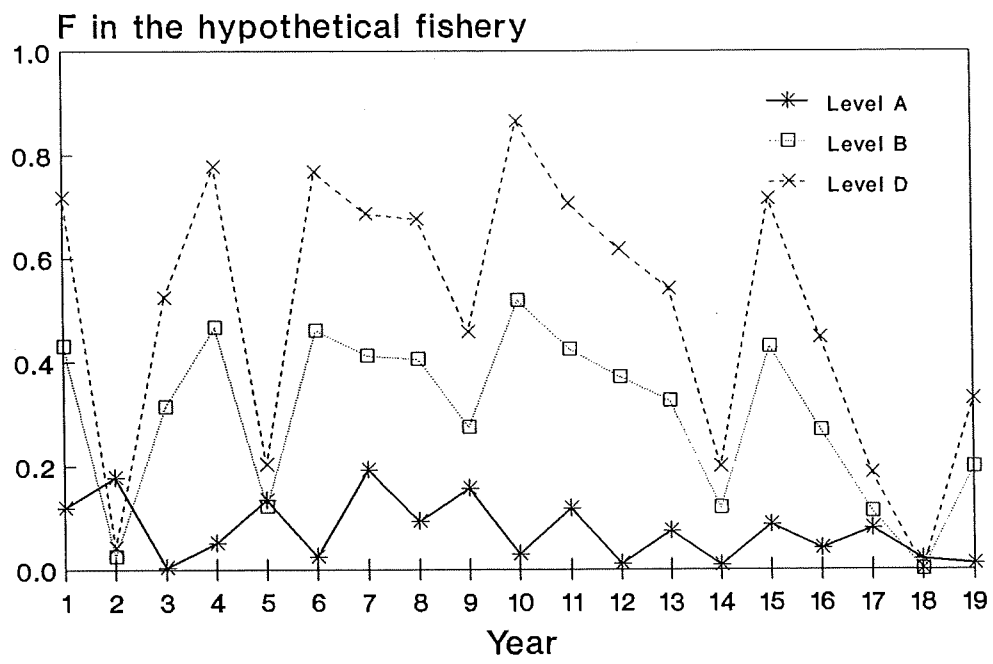 F in the hypothetical fishery
1.0
0.8
0.6
0.4
0.2
0.0
Level A
Level B
Level D
1 2 3 4 5 6 7 8 9 10 11 12 13 14 15 16 17 18 19
Year